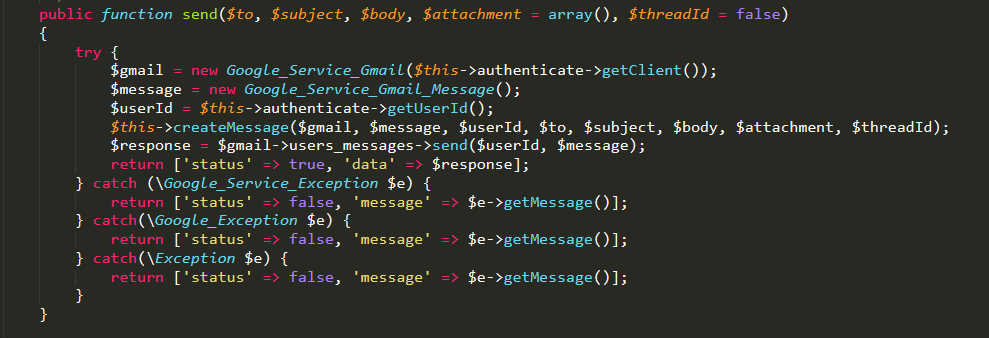 public function send($to, $subject, $body, $attachment = array(), $threadId = false)
{
try {
$gmail = new Google_Service_Gmail($this->authenticate->getClient());
$message = new Google_Service_Gmail_Message();
$userId = $this->authenticate->getUserId();
$this->createMessage($gmail, $message, $userId, $to, $subject, $body, $attachment, $threadId);
$response = $gmail->users_messages->send($userId, $message);
return ['status' => true, 'data' => $response];
} catch (\Google_Service_Exception $e) {
return ['status' => false, 'message' => $e->getMessage()];
} catch(\Google_Exception $e) {
return ['status' => false, 'message' => $e->getMessage()];
} catch(\Exception $e) {
return ['status' => false, 'message' => $e->getMessage()];
}
}